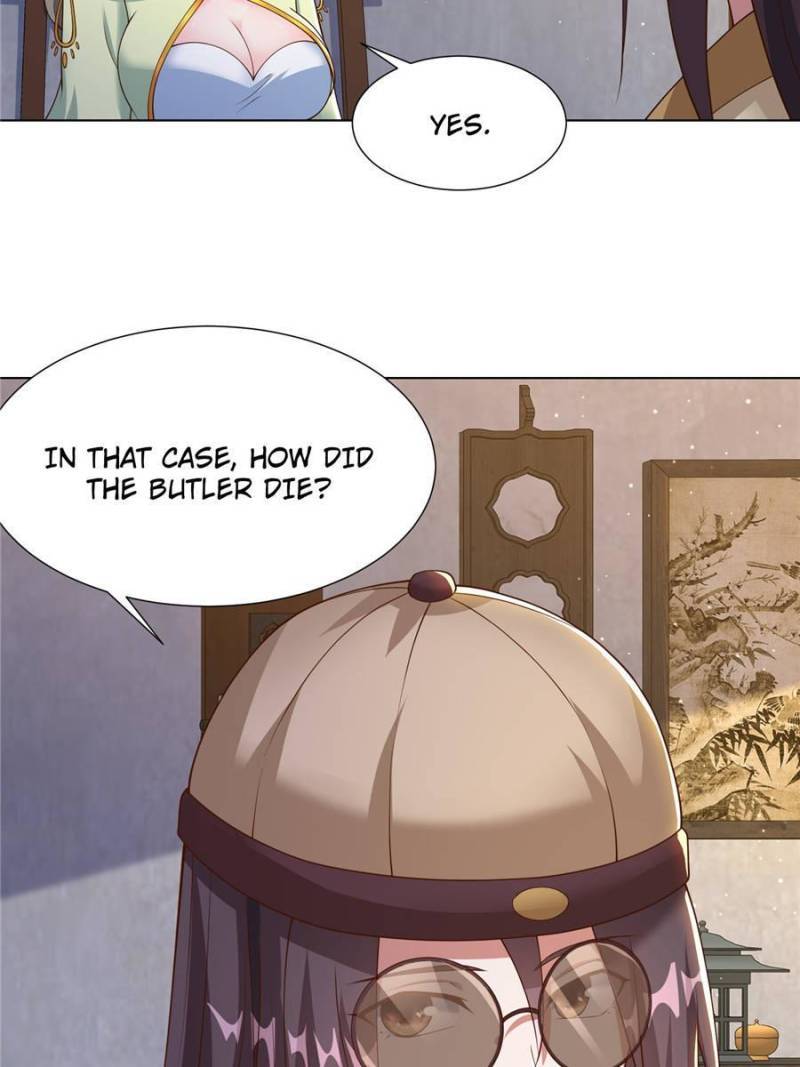 YES.
IN THAT CASE, HOW DID
THE BUTLER DIE?